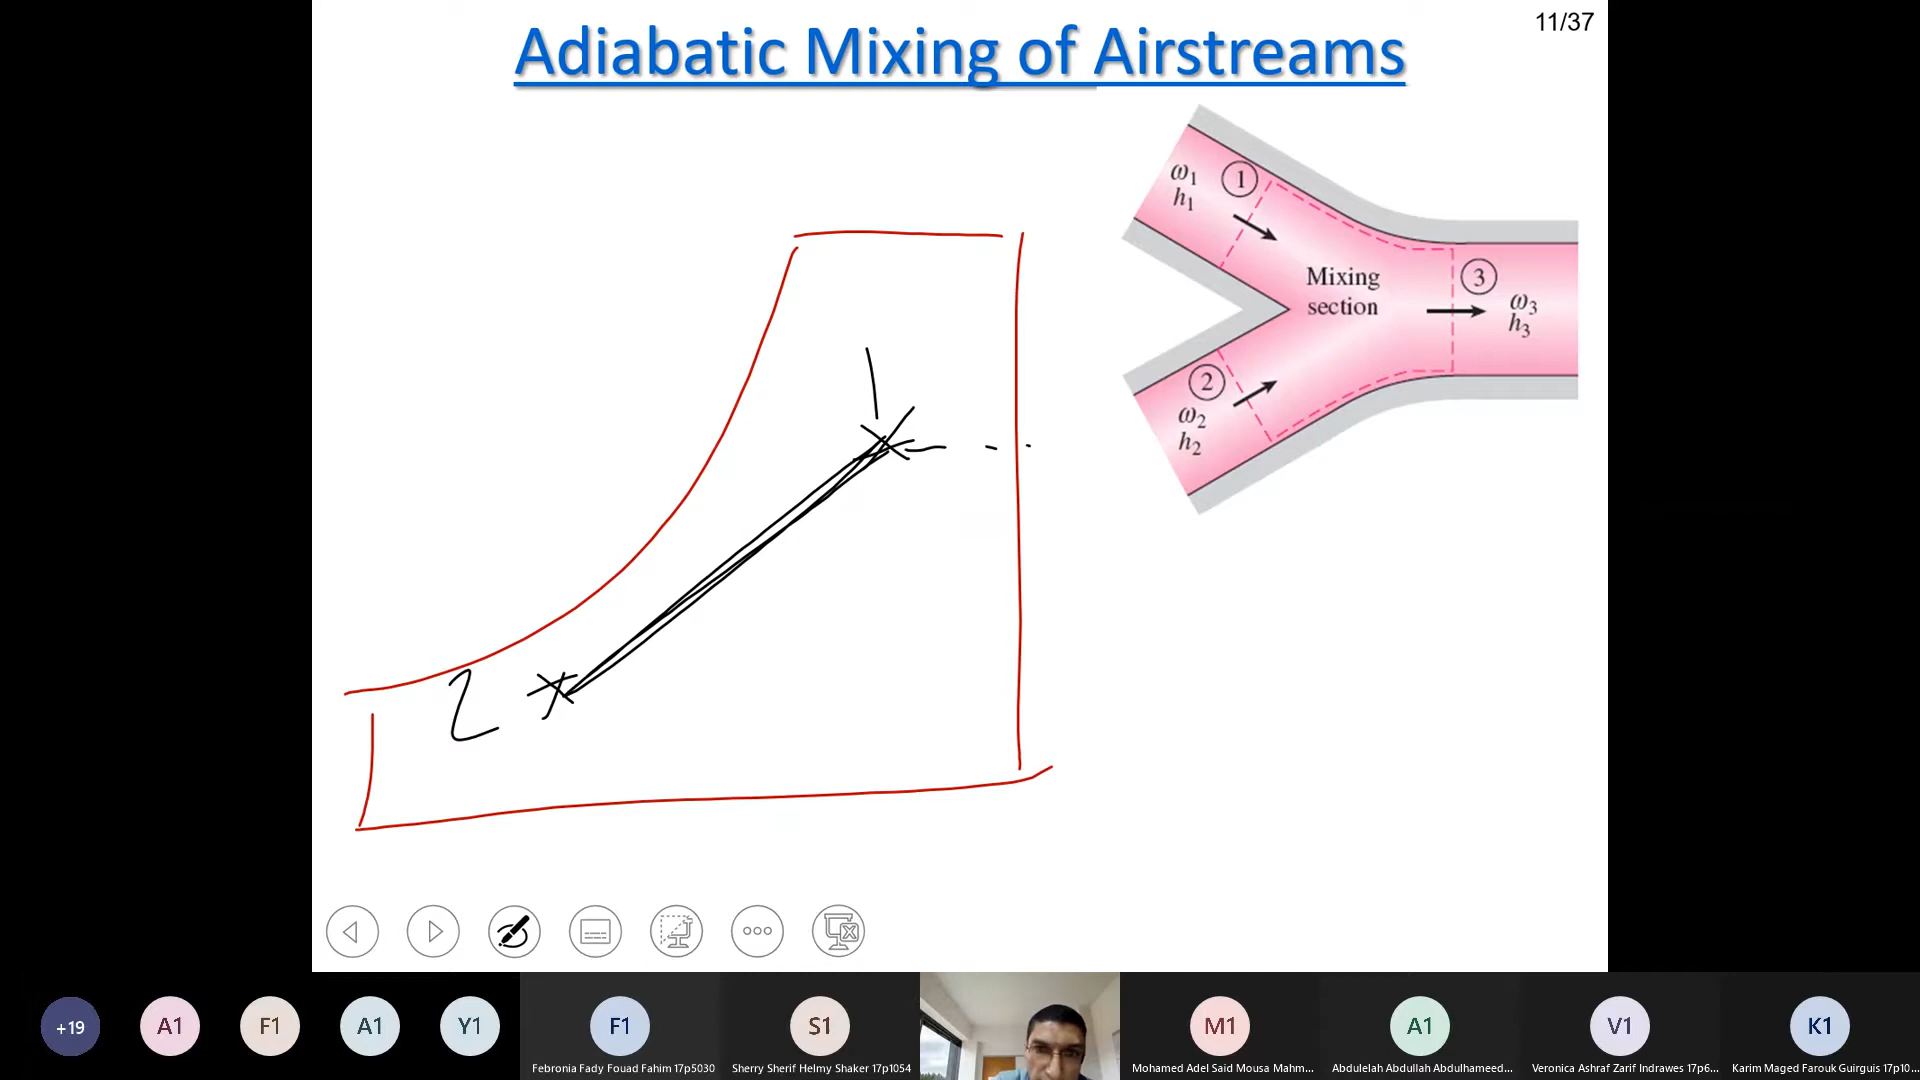 11/37
Adiabatic Mixing of Airstreams
ω1
h1
1
Mixing
section
3
ω3
h3
2
ω2
h2
1
2
+19
A1
F1
A1
Y1
F1
S1
M1
A1
V1
K1
Febronia Fady Fouad Fahim 17p5030
Sherry Sherif Helmy Shaker 17p1054
Mohamed Adel Said Mousa Mahm...
Abdulelah Abdullah Abdulhameed...
Veronica Ashraf Zarif Indrawes 17p6...
Karim Maged Farouk Guirguis 17p10...